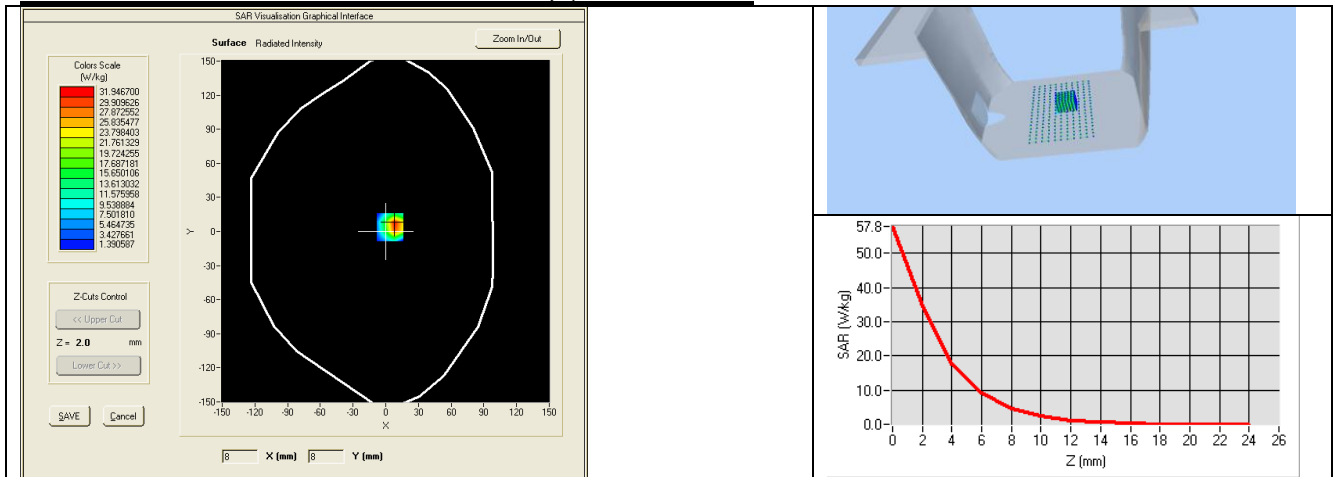 SAR Visualisation Graphical Interface
Surface Radiated Intensity
Zoom In/Out
Colors Scale
(W/kg)
31.946700
29.909626
27.872552
25.835477
23.798403
21.761329
19.724255
17.687181
15.650106
13.613032
11.575958
9.538884
7.501810
5.464735
3.427661
1.390587
Z-Cuts Control
<< Upper Cut
Z = 2.0 mm
Lower Cut >>
SAVE Cancel
150-
120-
90-
60-
30-
Y 0-
-30-
-60-
-90-
-120-
-150-
-150 -120 -90 -60 -30 0 30 60 90 120 150
X
8 X (mm) 8 Y (mm)
57.8-
50.0-
40.0-
30.0-
20.0-
10.0-
0.0-
SAR (W/kg)
0 2 4 6 8 10 12 14 16 18 20 22 24 26
Z (mm)